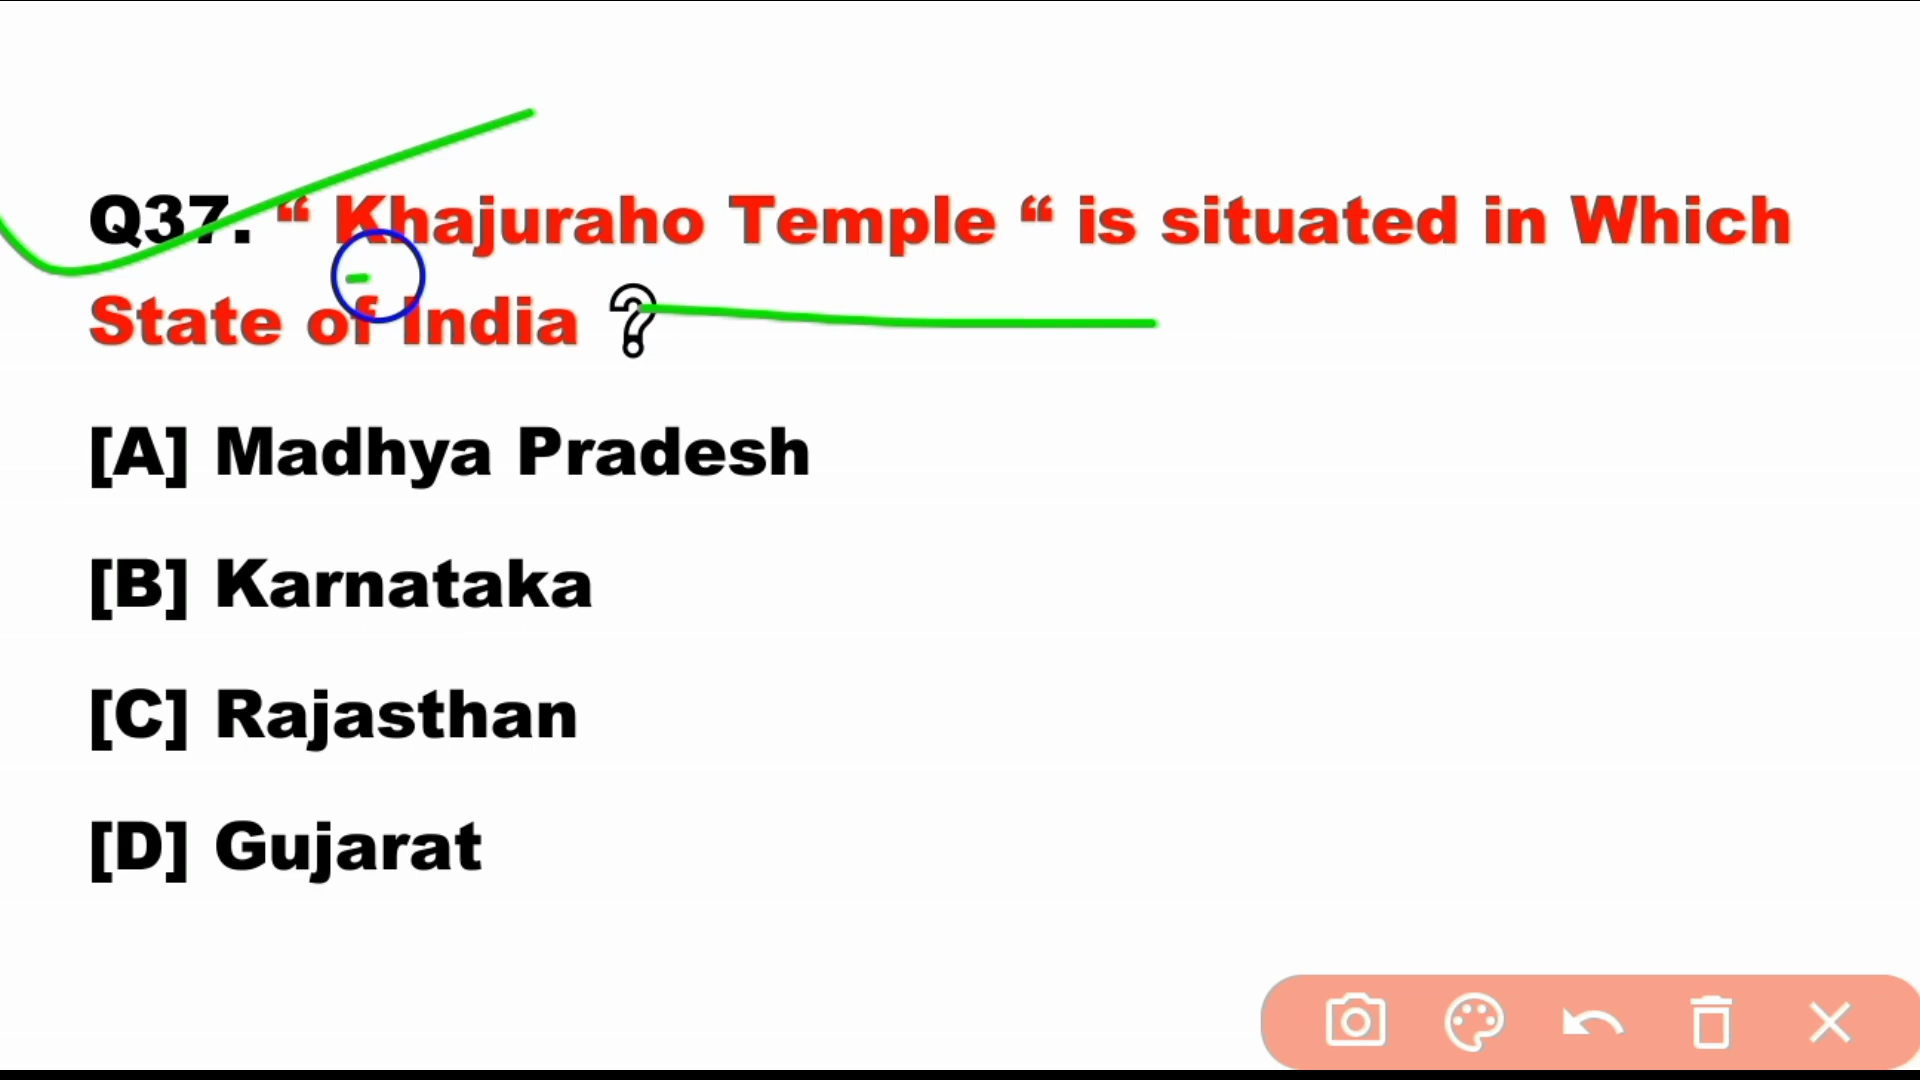 Q37. “ Khajuraho Temple “ is situated in Which
State of India ?
[A] Madhya Pradesh
[B] Karnataka
[C] Rajasthan
[D] Gujarat